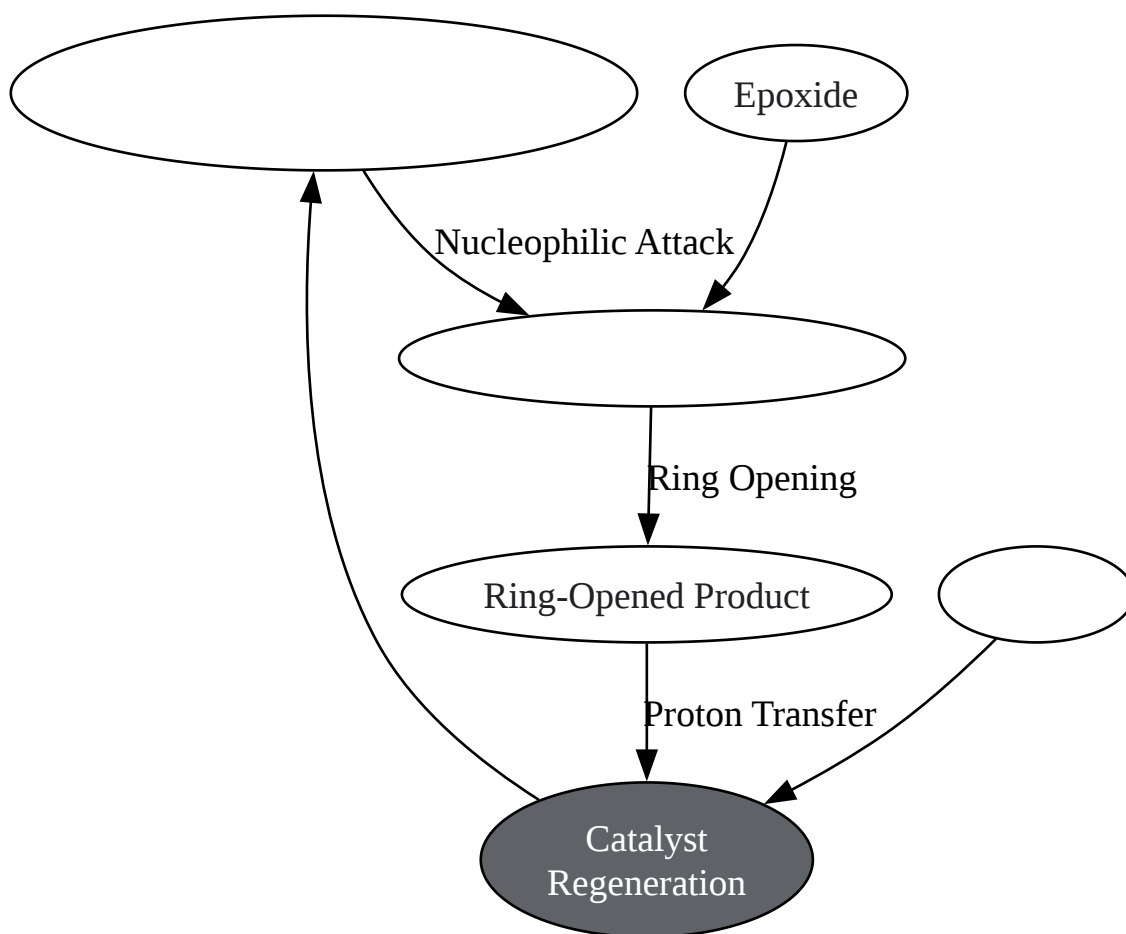 Epoxide
Nucleophilic Attack
Ring Opening
Ring-Opened Product
Proton Transfer
Catalyst
Regeneration